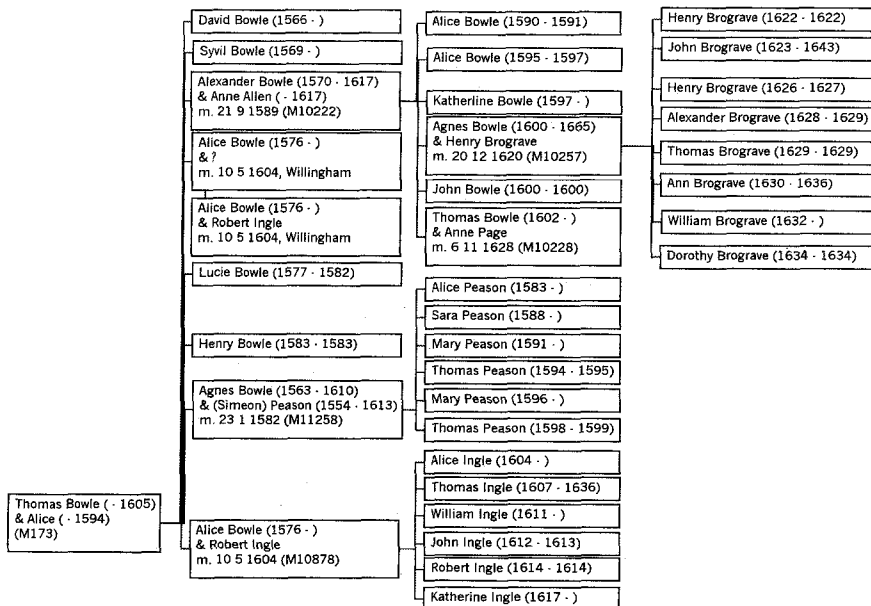 Thomas Bowle ( - 1605)
& Alice ( - 1594)
(M173)
David Bowle (1566 - )
Syvil Bowle (1569 - )
Alexander Bowle (1570 - 1617)
& Anne Allen ( - 1617)
m. 21 9 1589 (M10222)
Alice Bowle (1576 - )
& ?
m. 10 5 1604, Willingham
Alice Bowle (1576 - )
& Robert Ingle
m. 10 5 1604, Willingham
Lucie Bowle (1577 - 1582)
Henry Bowle (1583 - 1583)
Agnes Bowle (1563 - 1610)
& (Simeon) Peason (1554 - 1613)
m. 23 1 1582 (M11258)
Alice Bowle (1576 - )
& Robert Ingle
m. 10 5 1604 (M10878)
Alice Bowle (1590 - 1591)
Alice Bowle (1595 - 1597)
Katherline Bowle (1597 - )
Agnes Bowle (1600 - 1665)
& Henry Brograve
m. 20 12 1620 (M10257)
John Bowle (1600 - 1600)
Thomas Bowle (1602 - )
& Anne Page
m. 6 11 1628 (M10228)
Alice Peason (1583 - )
Sara Peason (1588 - )
Mary Peason (1591 - )
Thomas Peason (1594 - 1595)
Mary Peason (1596 - )
Thomas Peason (1598 - 1599)
Alice Ingle (1604 - )
Thomas Ingle (1607 - 1636)
William Ingle (1611 - )
John Ingle (1612 - 1613)
Robert Ingle (1614 - 1614)
Katherine Ingle (1617 - )
Henry Brograve (1622 - 1622)
John Brograve (1623 - 1643)
Henry Brograve (1626 - 1627)
Alexander Brograve (1628 - 1629)
Thomas Brograve (1629 - 1629)
Ann Brograve (1630 - 1636)
William Brograve (1632 - )
Dorothy Brograve (1634 - 1634)